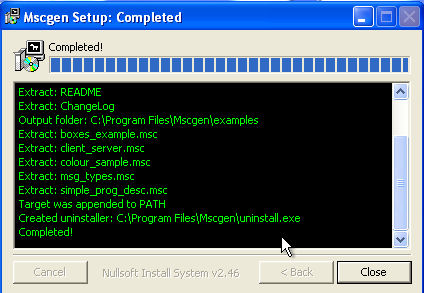 Mscgen Setup: Completed
Completed!
Extract: README
Extract: ChangeLog
Output folder: C:\Program Files\Mscgen\examples
Extract: boxes_example.msc
Extract: client_server.msc
Extract: colour_sample.msc
Extract: msg_types.msc
Extract: simple_prog_desc.msc
Target was appended to PATH
Created uninstaller: C:\Program Files\Mscgen\uninstall.exe
Completed!
Cancel Nullsoft Install System v2.46 < Back Close